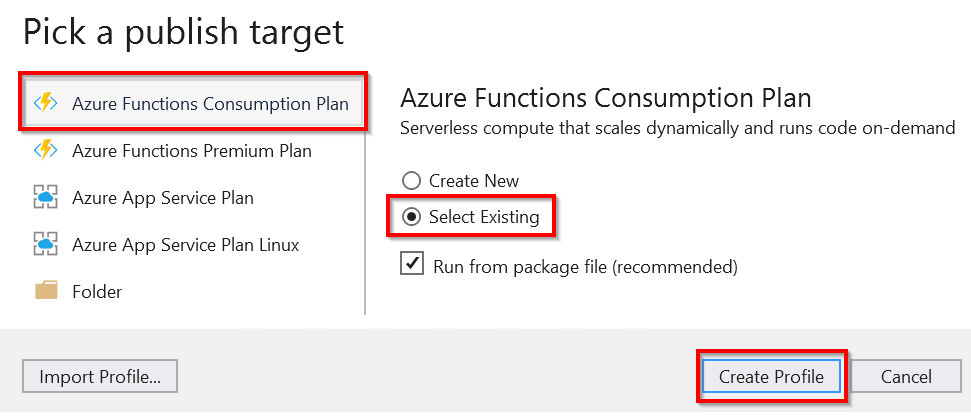 Pick a publish target
Azure Functions Consumption Plan
Azure Functions Premium Plan
Azure App Service Plan
Azure App Service Plan Linux
Folder
Azure Functions Consumption Plan
Serverless compute that scales dynamically and runs code on-demand
Create New
Select Existing
Run from package file (recommended)
Import Profile...
Create Profile
Cancel